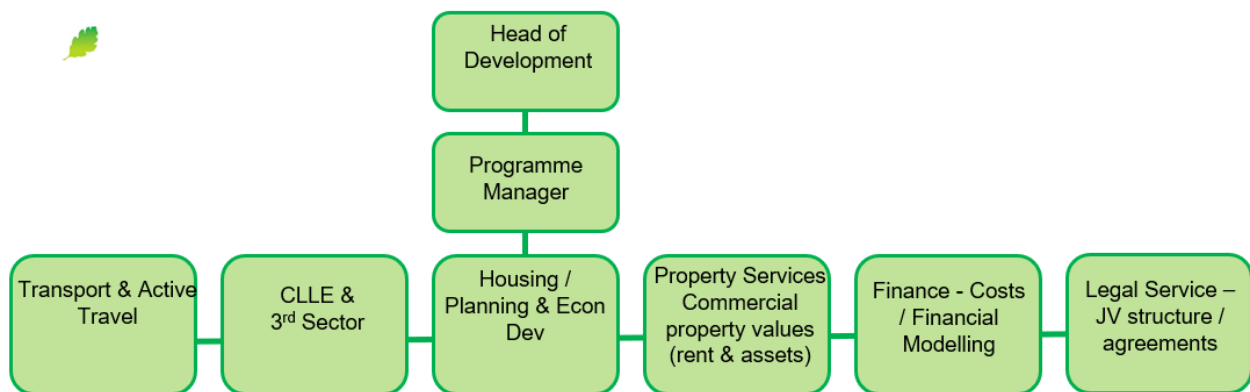 Head of
Development
Programme
Manager
Transport & Active
Travel
CLLE &
3rd Sector
Housing /
Planning & Econ
Dev
Property Services
Commercial
property values
(rent & assets)
Finance - Costs
/ Financial
Modelling
Legal Service –
JV structure /
agreements